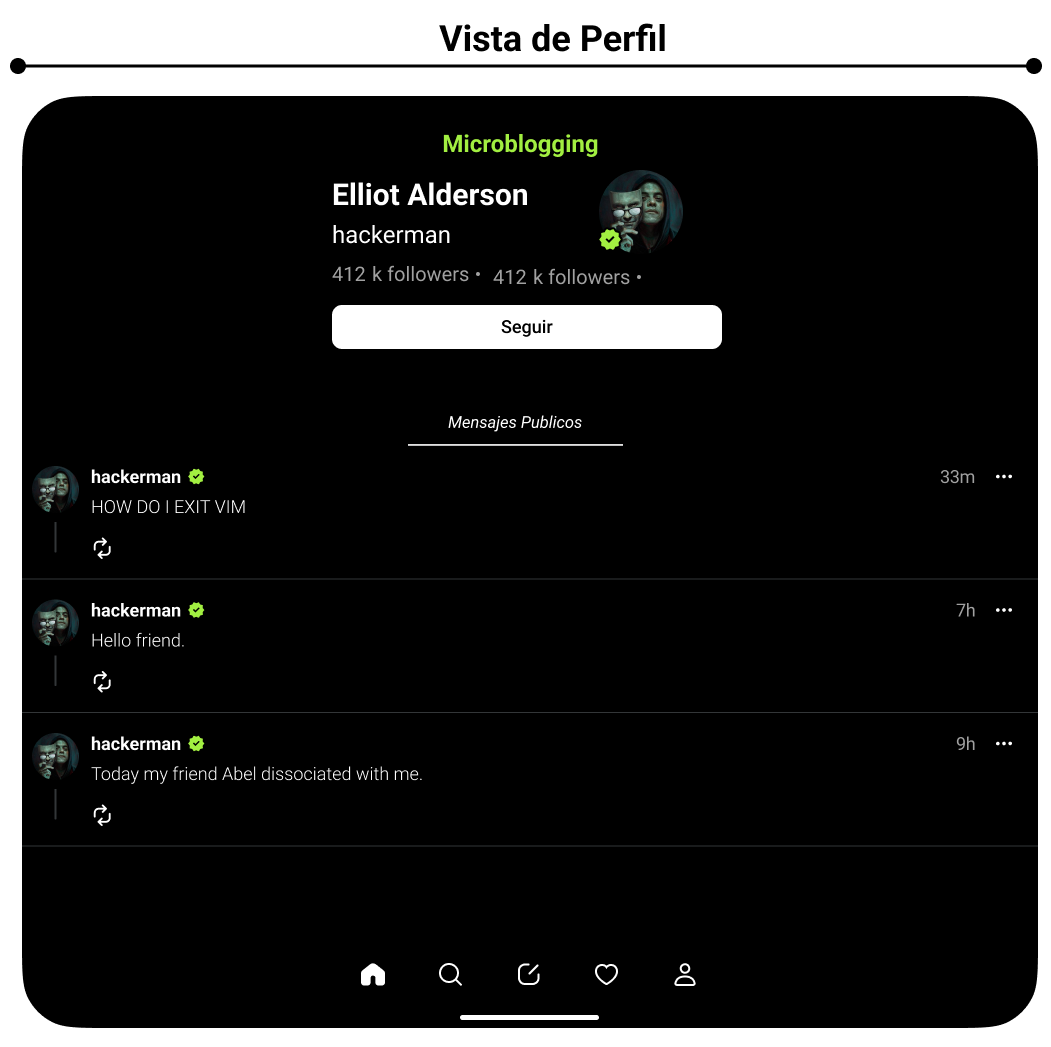 Vista de Perfil
Microblogging
Elliot Alderson
hackerman
412 k followers • 412 k followers •
Seguir
Mensajes Publicos
hackerman 33m
HOW DO I EXIT VIM
hackerman 7h
Hello friend.
hackerman 9h
Today my friend Abel dissociated with me.